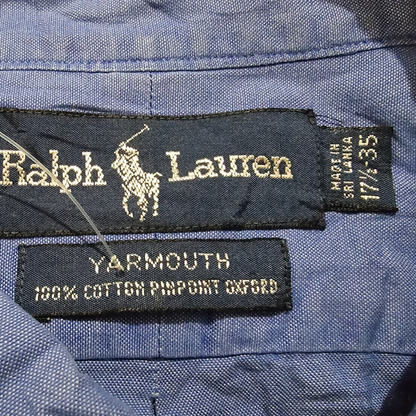 Ralph Lauren
MADE IN
SRI LANKA
17½-35
YARMOUTH
100% COTTON PINPOINT OXFORD